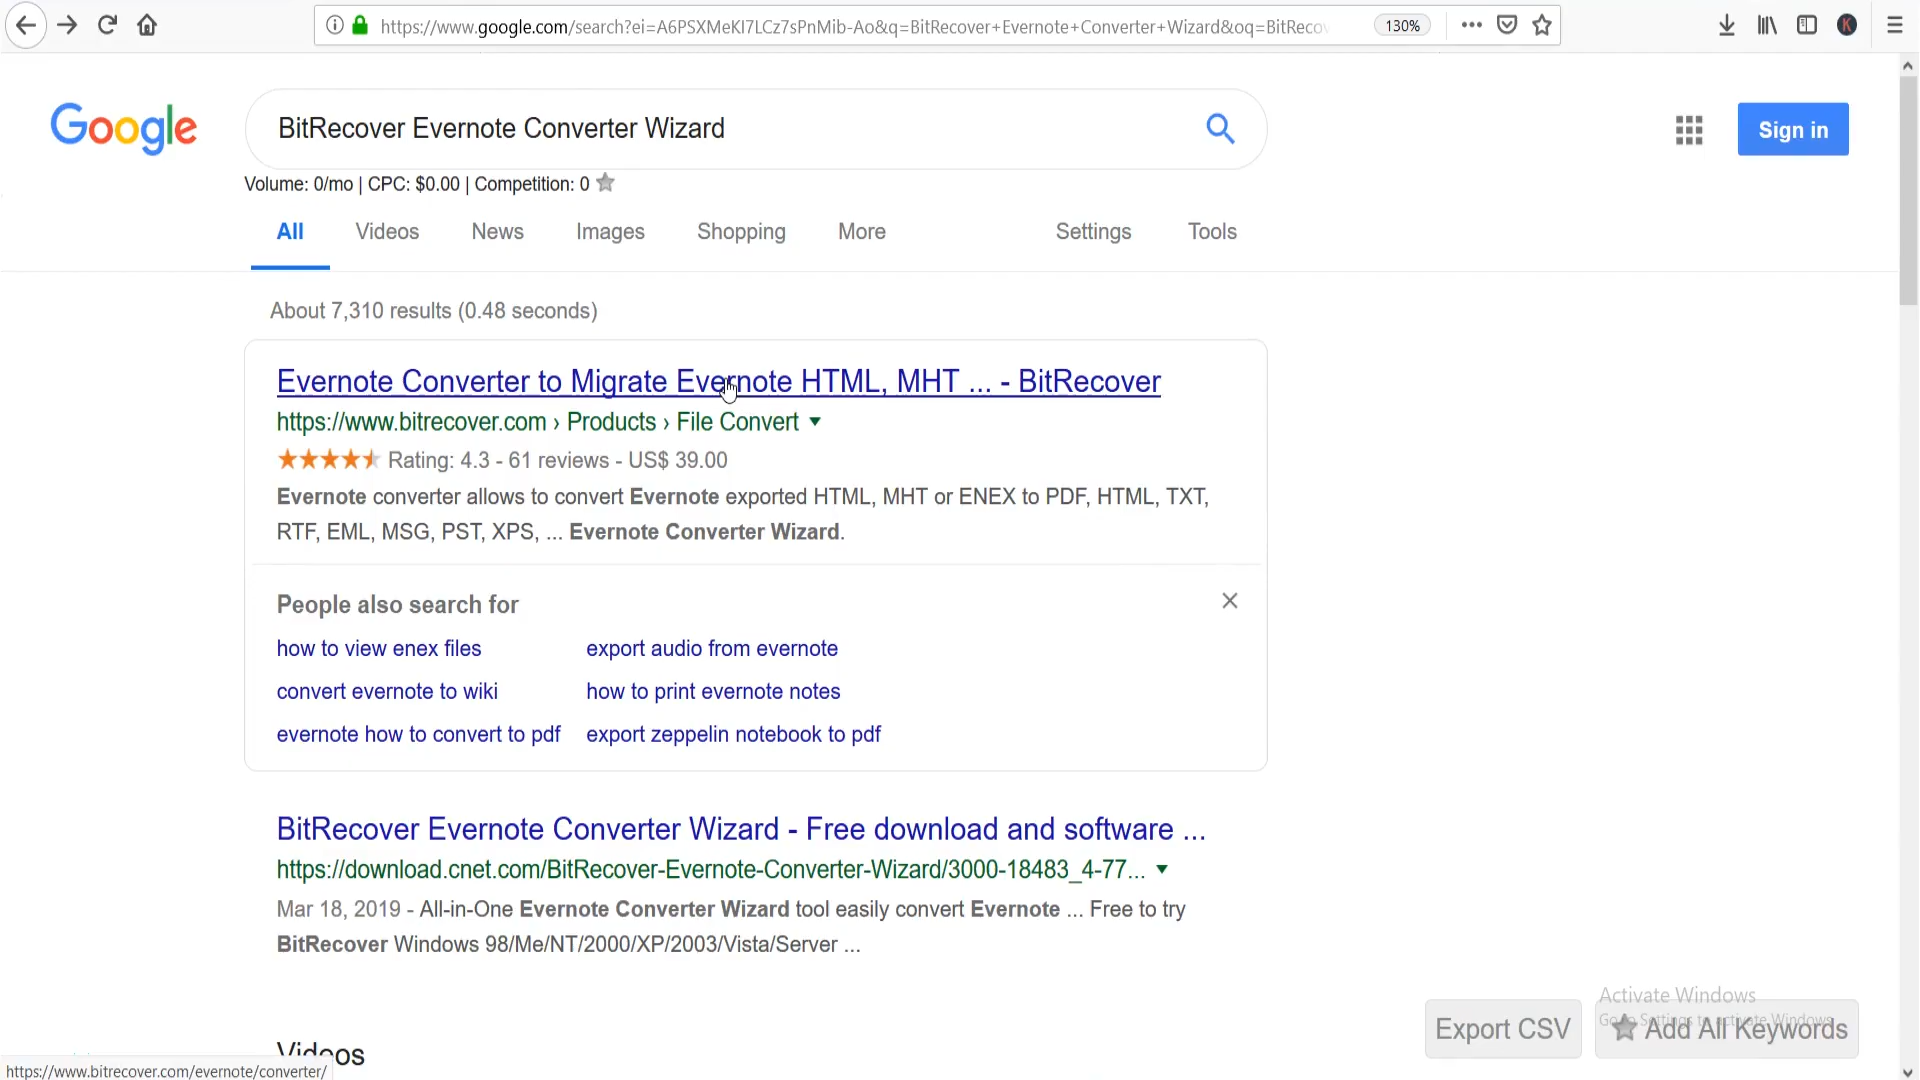 https://www.google.com/search?ei=A6PSXMeKI7LCz7sPnMib-Ao&q=BitRecover+Evernote+Converter+Wizard&oq=BitRecov
130%
K
Google
BitRecover Evernote Converter Wizard
Sign in
Volume: 0/mo | CPC: $0.00 | Competition: 0
All Videos News Images Shopping More Settings Tools
About 7,310 results (0.48 seconds)
Evernote Converter to Migrate Evernote HTML, MHT ... - BitRecover
https://www.bitrecover.com › Products › File Convert
Rating: 4.3 - 61 reviews - US$ 39.00
Evernote converter allows to convert Evernote exported HTML, MHT or ENEX to PDF, HTML, TXT,
RTF, EML, MSG, PST, XPS, ... Evernote Converter Wizard.
People also search for
how to view enex files export audio from evernote
convert evernote to wiki how to print evernote notes
evernote how to convert to pdf export zeppelin notebook to pdf
BitRecover Evernote Converter Wizard - Free download and software ...
https://download.cnet.com/BitRecover-Evernote-Converter-Wizard/3000-18483_4-77...
Mar 18, 2019 - All-in-One Evernote Converter Wizard tool easily convert Evernote ... Free to try
BitRecover Windows 98/Me/NT/2000/XP/2003/Vista/Server ...
Activate Windows
Go to Settings to activate Windows.
Export CSV Add All Keywords
Videos
https://www.bitrecover.com/evernote/converter/